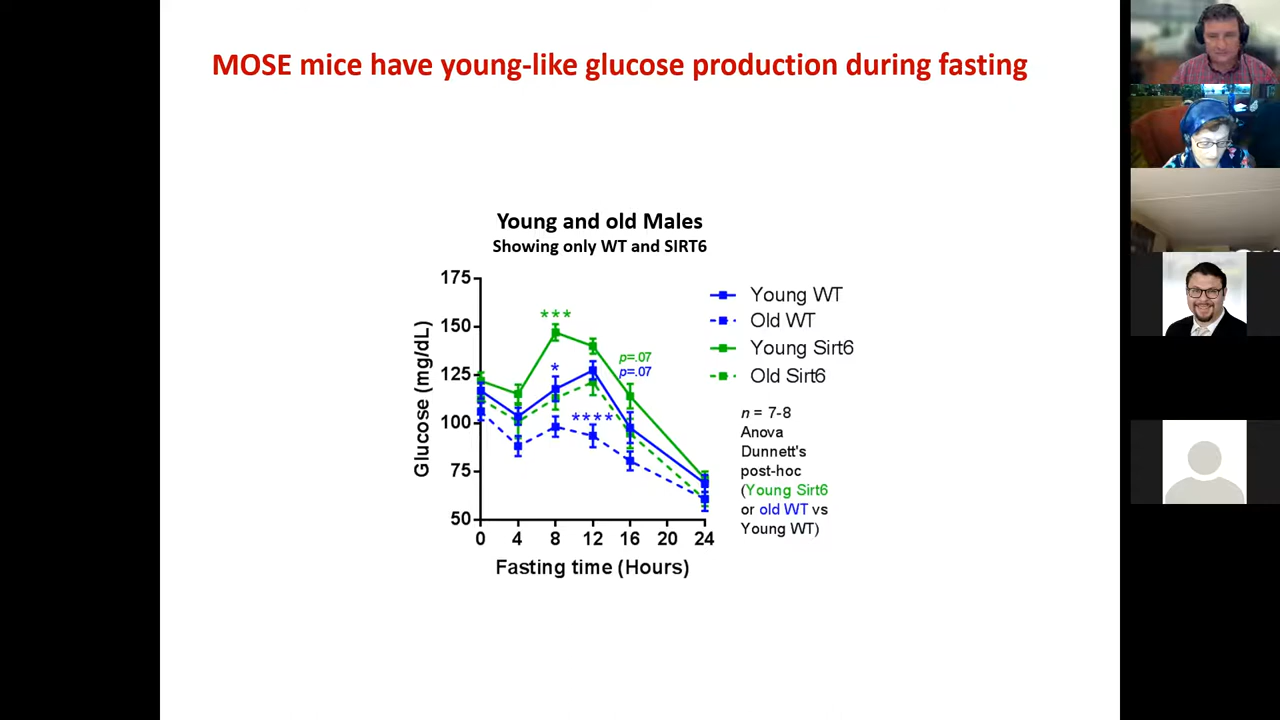 MOSE mice have young-like glucose production during fasting
Young and old Males
Showing only WT and SIRT6
175
150
125
100
75
50
Glucose (mg/dL)
***
*
****
p=.07
p=.07
0 4 8 12 16 20 24
Fasting time (Hours)
Young WT
Old WT
Young Sirt6
Old Sirt6
n = 7-8
Anova
Dunnett's
post-hoc
(Young Sirt6
or old WT vs
Young WT)